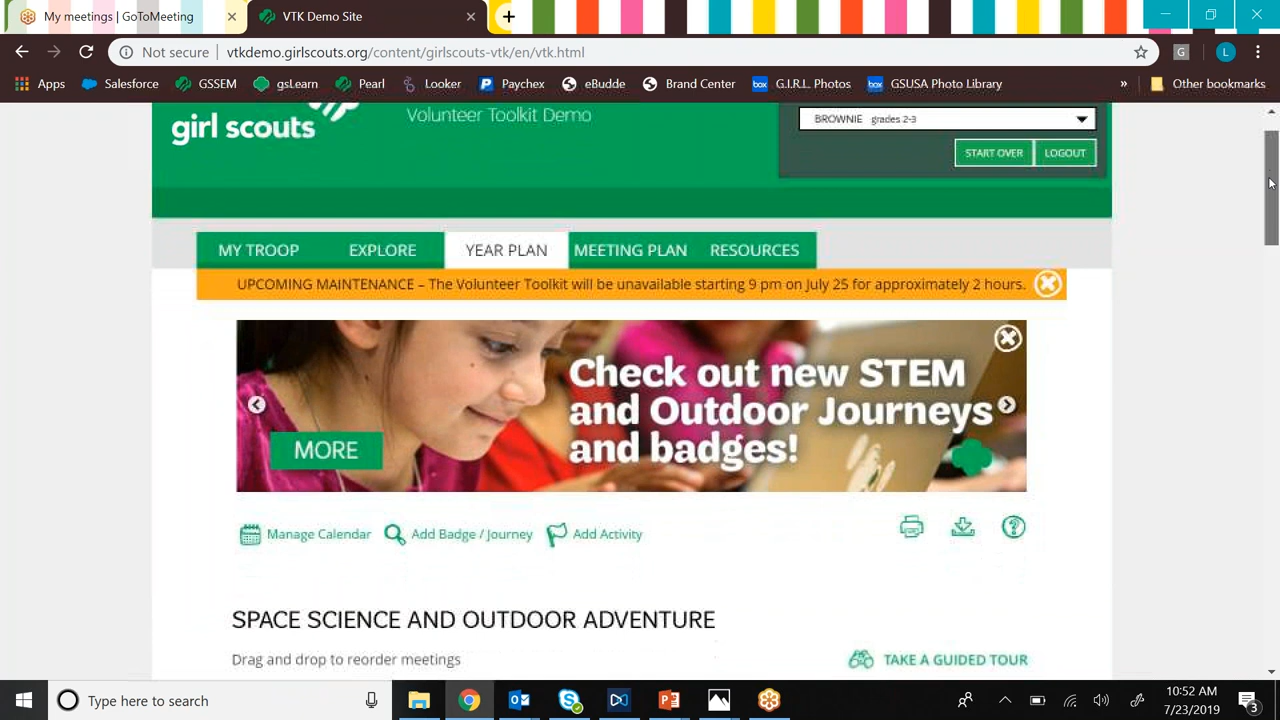 My meetings | GoToMeeting
VTK Demo Site
Not secure
vtkdemo.girlscouts.org/content/girlscouts-vtk/en/vtk.html
G
L
Apps
Salesforce
GSSEM
gsLearn
Pearl
Looker
Paychex
eBudde
Brand Center
box
G.I.R.L. Photos
box
GSUSA Photo Library
»
Other bookmarks
girl scouts
Volunteer Toolkit Demo
BROWNIE grades 2-3
START OVER
LOGOUT
MY TROOP
EXPLORE
YEAR PLAN
MEETING PLAN
RESOURCES
UPCOMING MAINTENANCE – The Volunteer Toolkit will be unavailable starting 9 pm on July 25 for approximately 2 hours.
Check out new STEM
and Outdoor Journeys
and badges!
MORE
Manage Calendar
Add Badge / Journey
Add Activity
SPACE SCIENCE AND OUTDOOR ADVENTURE
Drag and drop to reorder meetings
TAKE A GUIDED TOUR
Type here to search
10:52 AM
7/23/2019
3